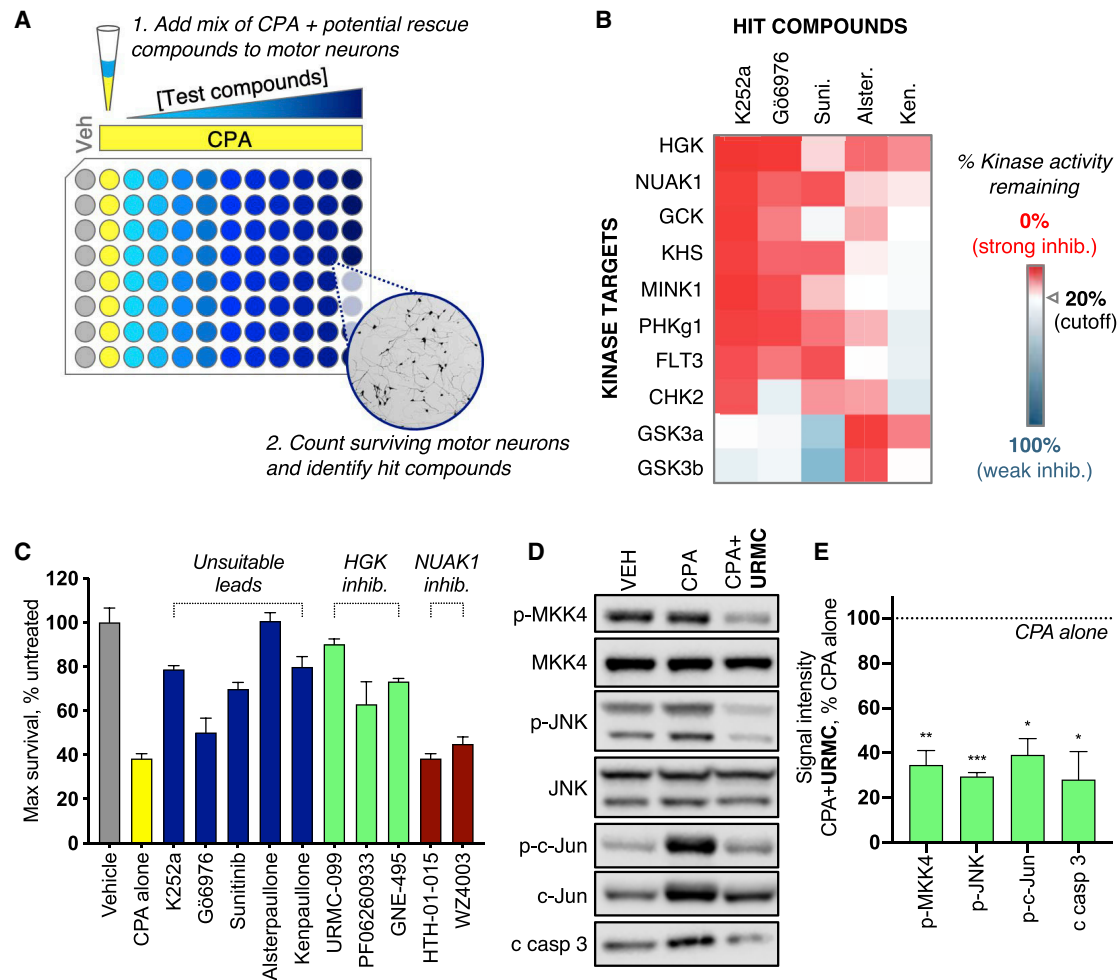 A
1. Add mix of CPA + potential rescue
compounds to motor neurons
[Test compounds]
Veh
CPA
2. Count surviving motor neurons
and identify hit compounds
B
HIT COMPOUNDS
K252a
Gö6976
Suni.
Alster.
Ken.
KINASE TARGETS
HGK
NUAK1
GCK
KHS
MINK1
PHKg1
FLT3
CHK2
GSK3a
GSK3b
% Kinase activity
remaining
0%
(strong inhib.)
20%
(cutoff)
100%
(weak inhib.)
C
Unsuitable
leads
HGK
inhib.
NUAK1
inhib.
Max survival, % untreated
120
100
80
60
40
20
0
Vehicle
CPA alone
K252a
Gö6976
Sunitinib
Alsterpaullone
Kenpaullone
URMC-099
PF06260933
GNE-495
HTH-01-015
WZ4003
D
VEH
CPA
CPA+
URMC
p-MKK4
MKK4
p-JNK
JNK
p-c-Jun
c-Jun
c casp 3
E
Signal intensity
CPA+URMC, % CPA alone
100
80
60
40
20
0
CPA alone
**
***
*
*
p-MKK4
p-JNK
p-c-Jun
c casp 3